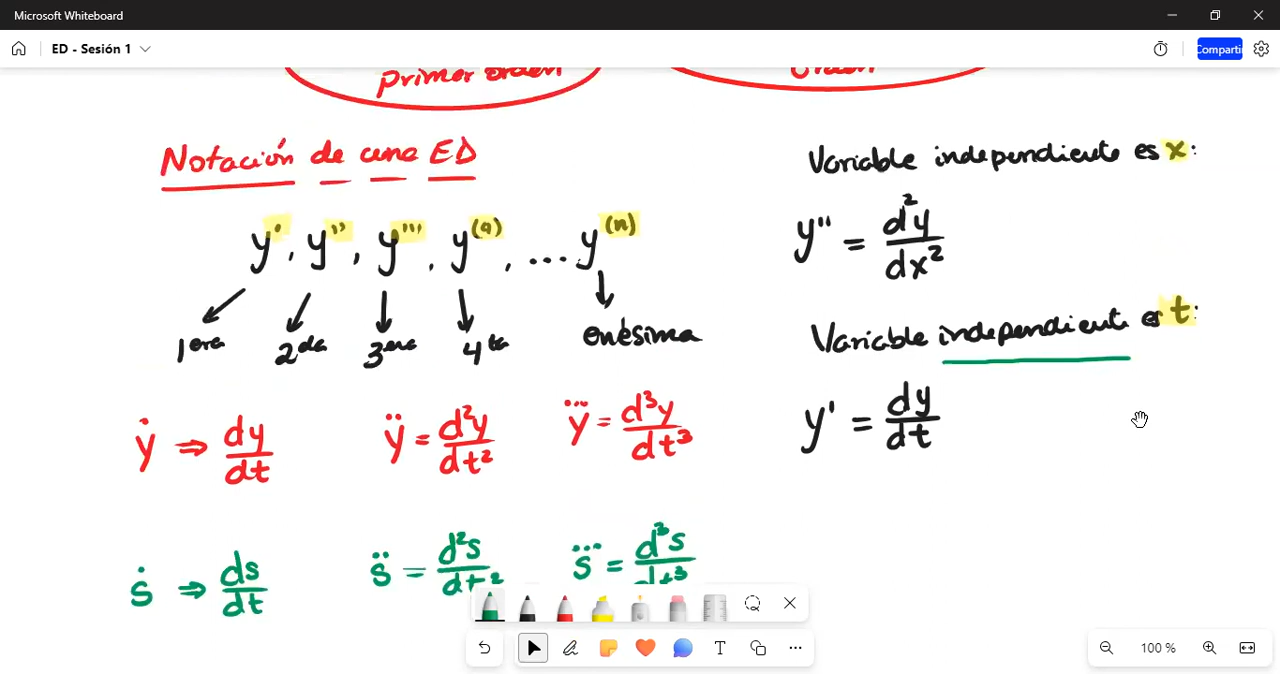 Microsoft Whiteboard
ED - Sesión 1
Compartir
primer orden
orden
Notación de una ED
y', y'', y''', y⁽⁴⁾, .... y⁽ⁿ⁾
1era 2da 3era 4ta enésima
ẏ ⇒ dy/dt ÿ = d²y/dt² y⃛ = d³y/dt³
ṡ ⇒ ds/dt s̈ = d²s/dt² s⃛ = d³s/dt³
Variable independiente es x:
y'' = d²y/dx²
Variable independiente es t:
y' = dy/dt
T
100 %